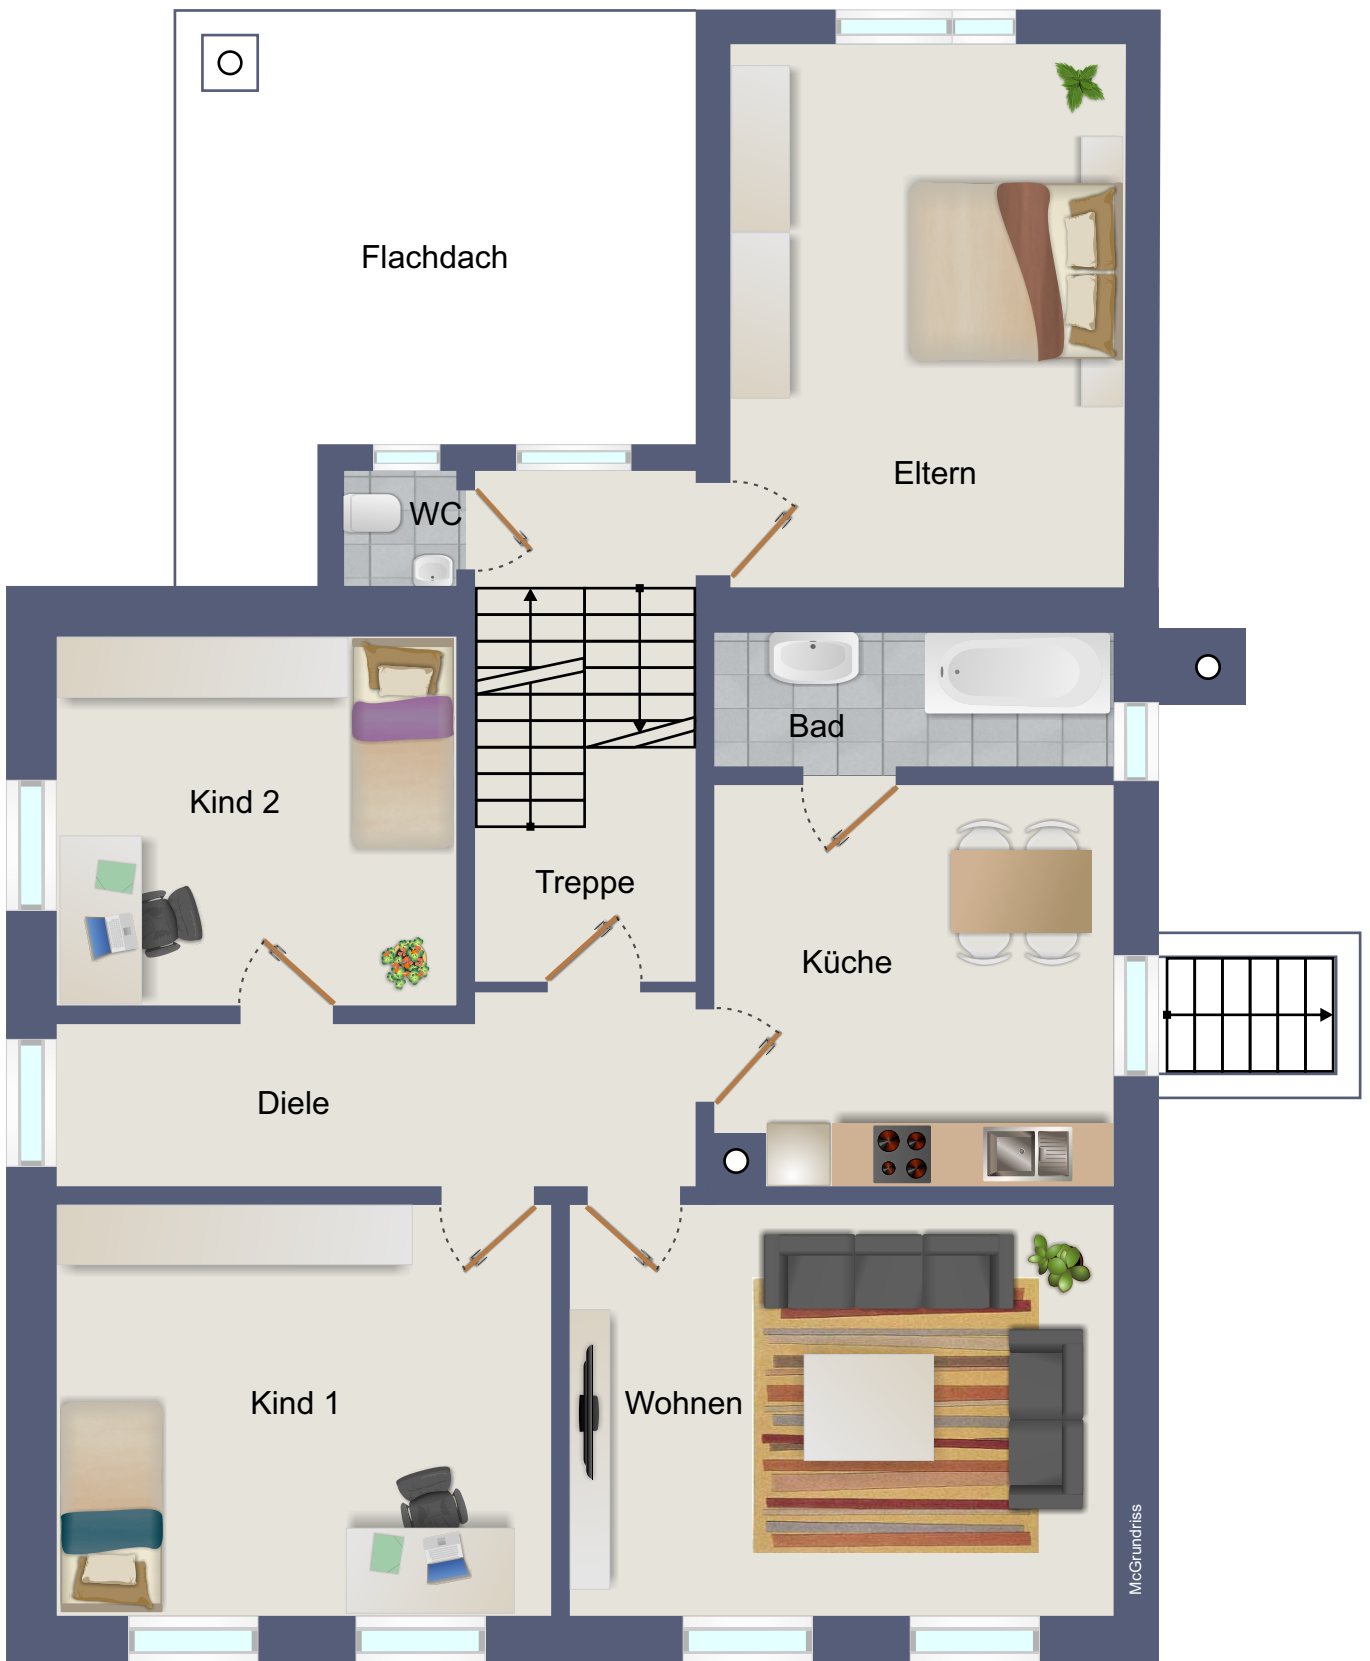 Flachdach
Eltern
WC
Bad
Kind 2
Treppe
Küche
Diele
Kind 1
Wohnen
McGrundriss